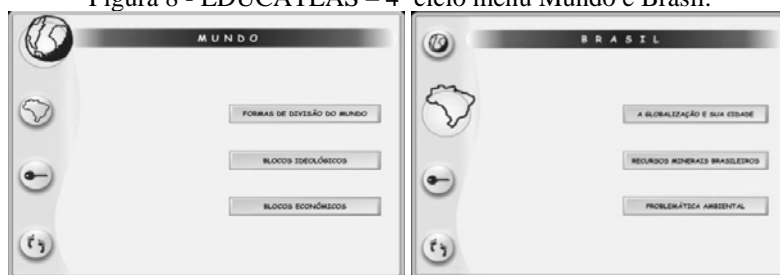 Figura 8 - EDUCATLAS – 4º ciclo menu Mundo e Brasil.
MUNDO
FORMAS DE DIVISÃO DO MUNDO
BLOCOS IDEOLÓGICOS
BLOCOS ECONÔMICOS
BRASIL
A GLOBALIZAÇÃO E SUA CIDADE
RECURSOS MINERAIS BRASILEIROS
PROBLEMÁTICA AMBIENTAL